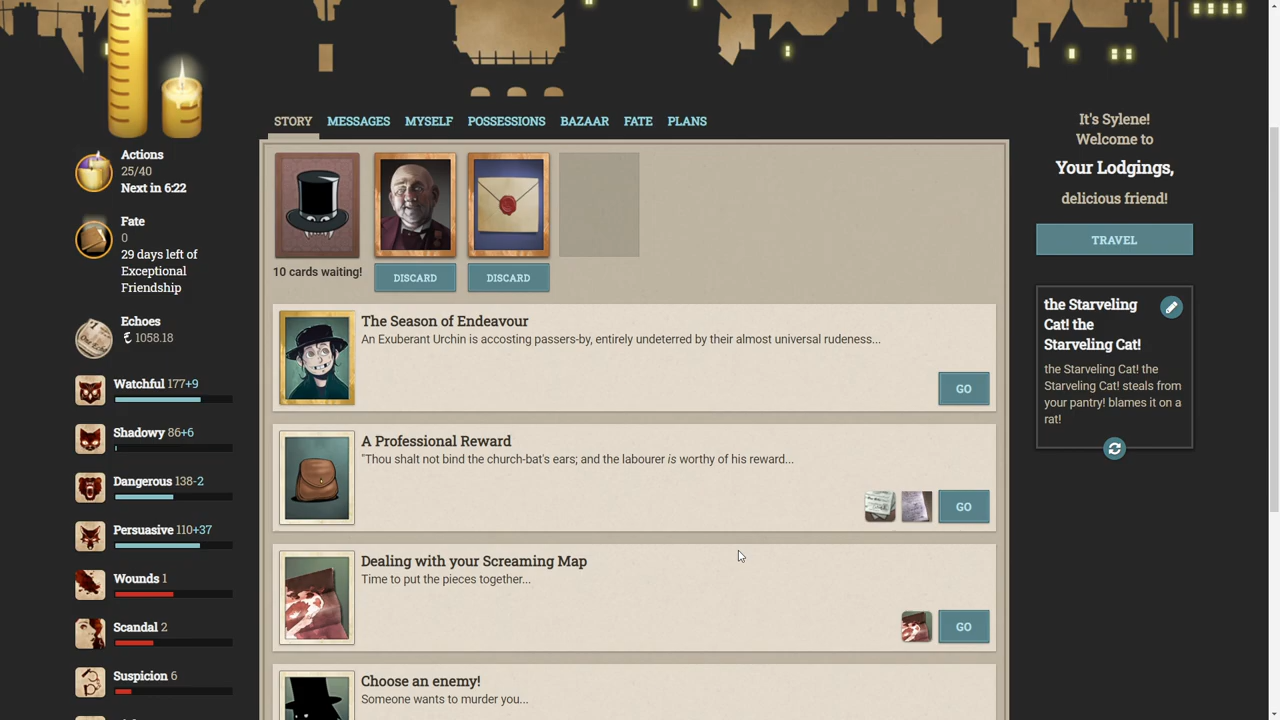 STORY MESSAGES MYSELF POSSESSIONS BAZAAR FATE PLANS
Actions
25/40
Next in 6:22
Fate
0
29 days left of
Exceptional
Friendship
Echoes
1058.18
Watchful 177+9
Shadowy 86+6
Dangerous 138-2
Persuasive 110+37
Wounds 1
Scandal 2
Suspicion 6
10 cards waiting!
DISCARD
DISCARD
The Season of Endeavour
An Exuberant Urchin is accosting passers-by, entirely undeterred by their almost universal rudeness...
GO
A Professional Reward
"Thou shalt not bind the church-bat's ears; and the labourer is worthy of his reward...
GO
Dealing with your Screaming Map
Time to put the pieces together...
GO
Choose an enemy!
Someone wants to murder you...
It's Sylene!
Welcome to
Your Lodgings,
delicious friend!
TRAVEL
the Starveling
Cat! the
Starveling Cat!
the Starveling Cat! the
Starveling Cat! steals from
your pantry! blames it on a
rat!